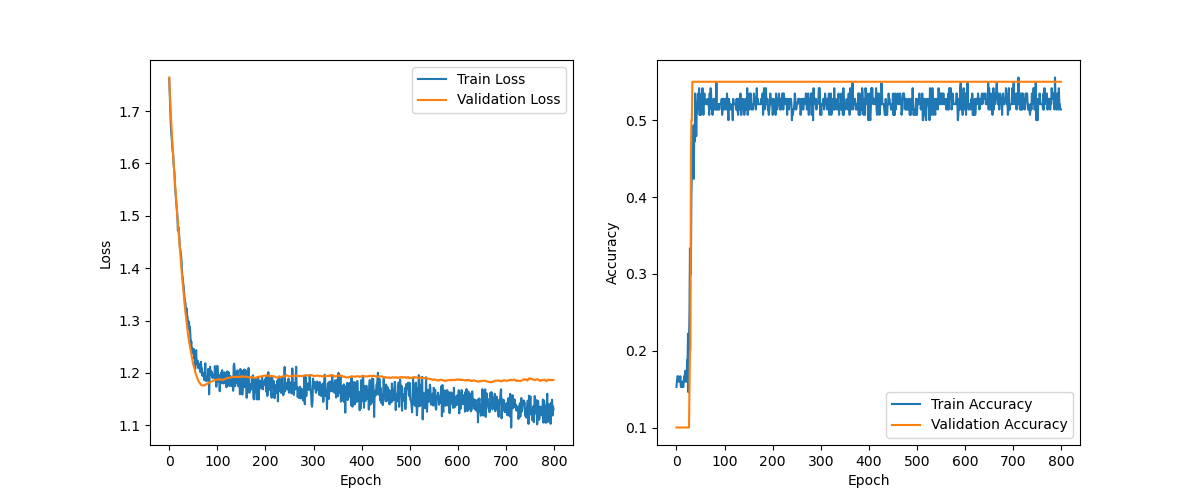 Train Loss
Validation Loss
1.7
1.6
1.5
1.4
1.3
1.2
1.1
Loss
0 100 200 300 400 500 600 700 800
Epoch
0.5
0.4
0.3
0.2
0.1
Accuracy
Train Accuracy
Validation Accuracy
0 100 200 300 400 500 600 700 800
Epoch